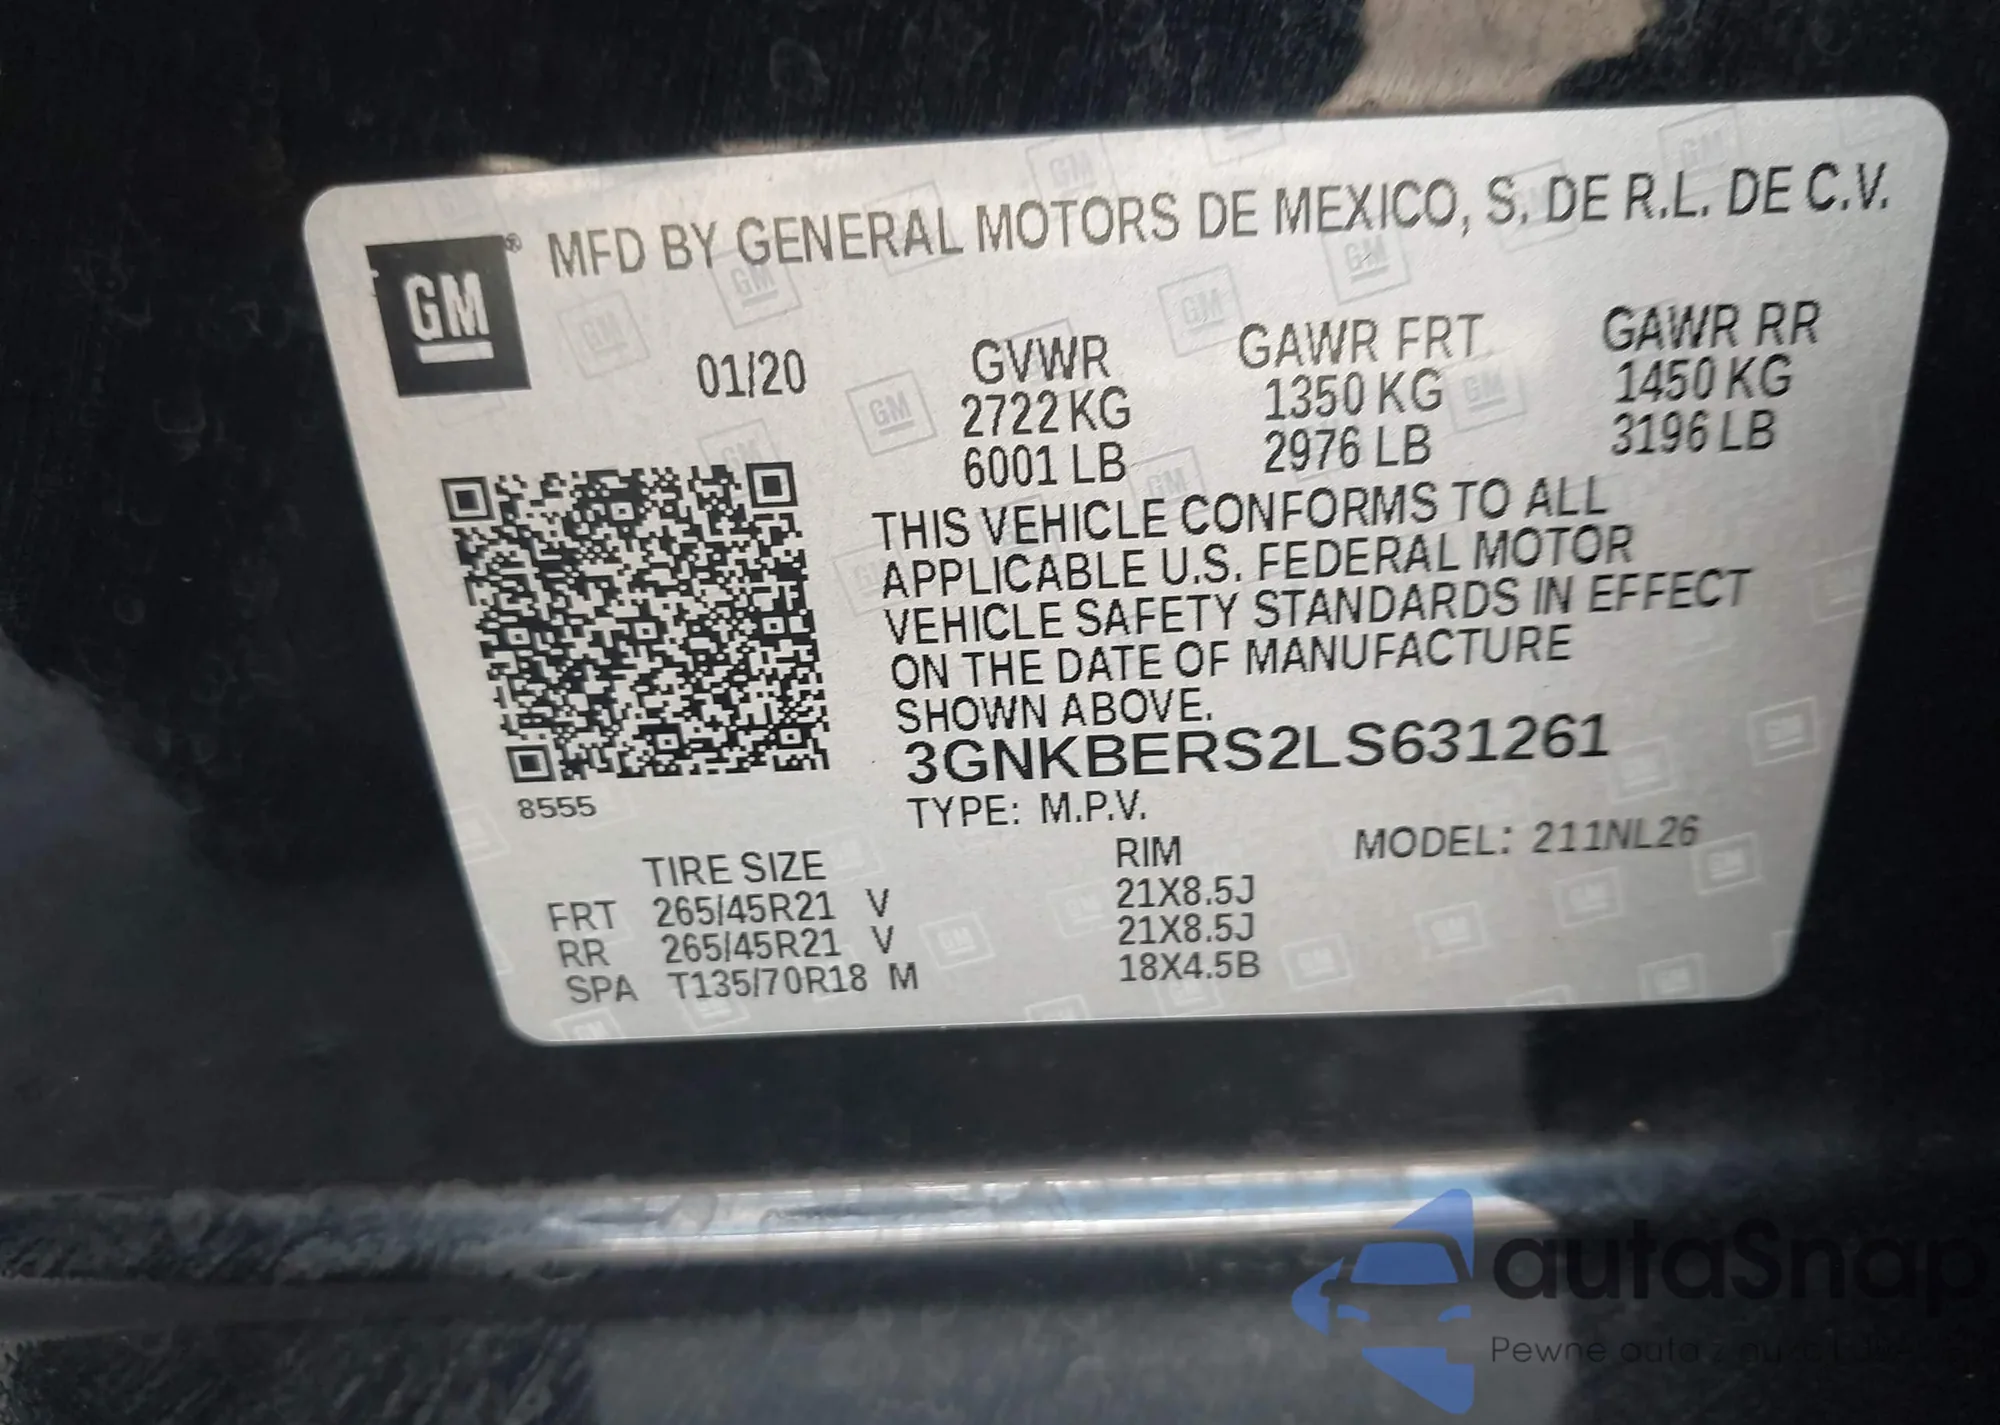 GM ® MFD BY GENERAL MOTORS DE MEXICO, S. DE R.L. DE C.V.
01/20 GVWR GAWR FRT GAWR RR
2722 KG 1350 KG 1450 KG
6001 LB 2976 LB 3196 LB
THIS VEHICLE CONFORMS TO ALL
APPLICABLE U.S. FEDERAL MOTOR
VEHICLE SAFETY STANDARDS IN EFFECT
ON THE DATE OF MANUFACTURE
SHOWN ABOVE.
3GNKBERS2LS631261
8555
TYPE: M.P.V. MODEL: 211NL26
TIRE SIZE RIM
FRT 265/45R21 V 21X8.5J
RR 265/45R21 V 21X8.5J
SPA T135/70R18 M 18X4.5B
autaSnap
Pewne auta z